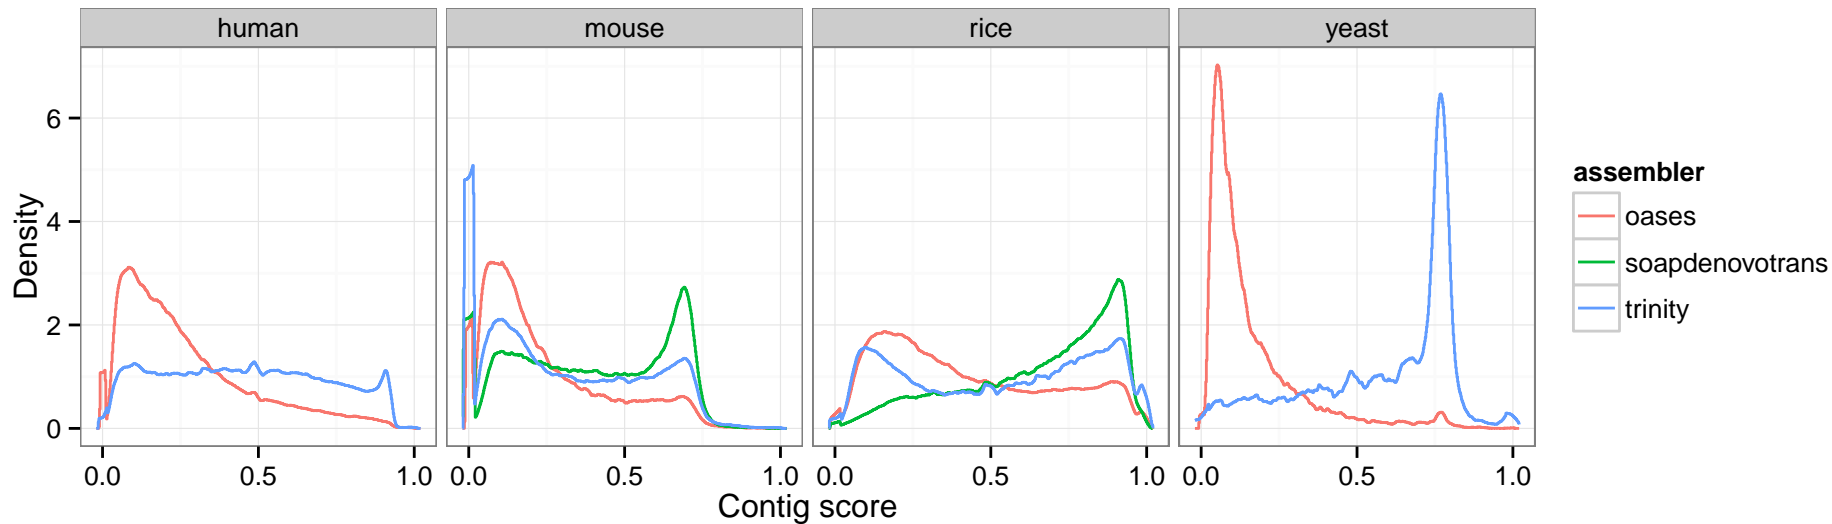 human mouse rice yeast
Density
6
4
2
0
0.0 0.5 1.0 0.0 0.5 1.0 0.0 0.5 1.0 0.0 0.5 1.0
Contig score
assembler
oases
soapdenovotrans
trinity